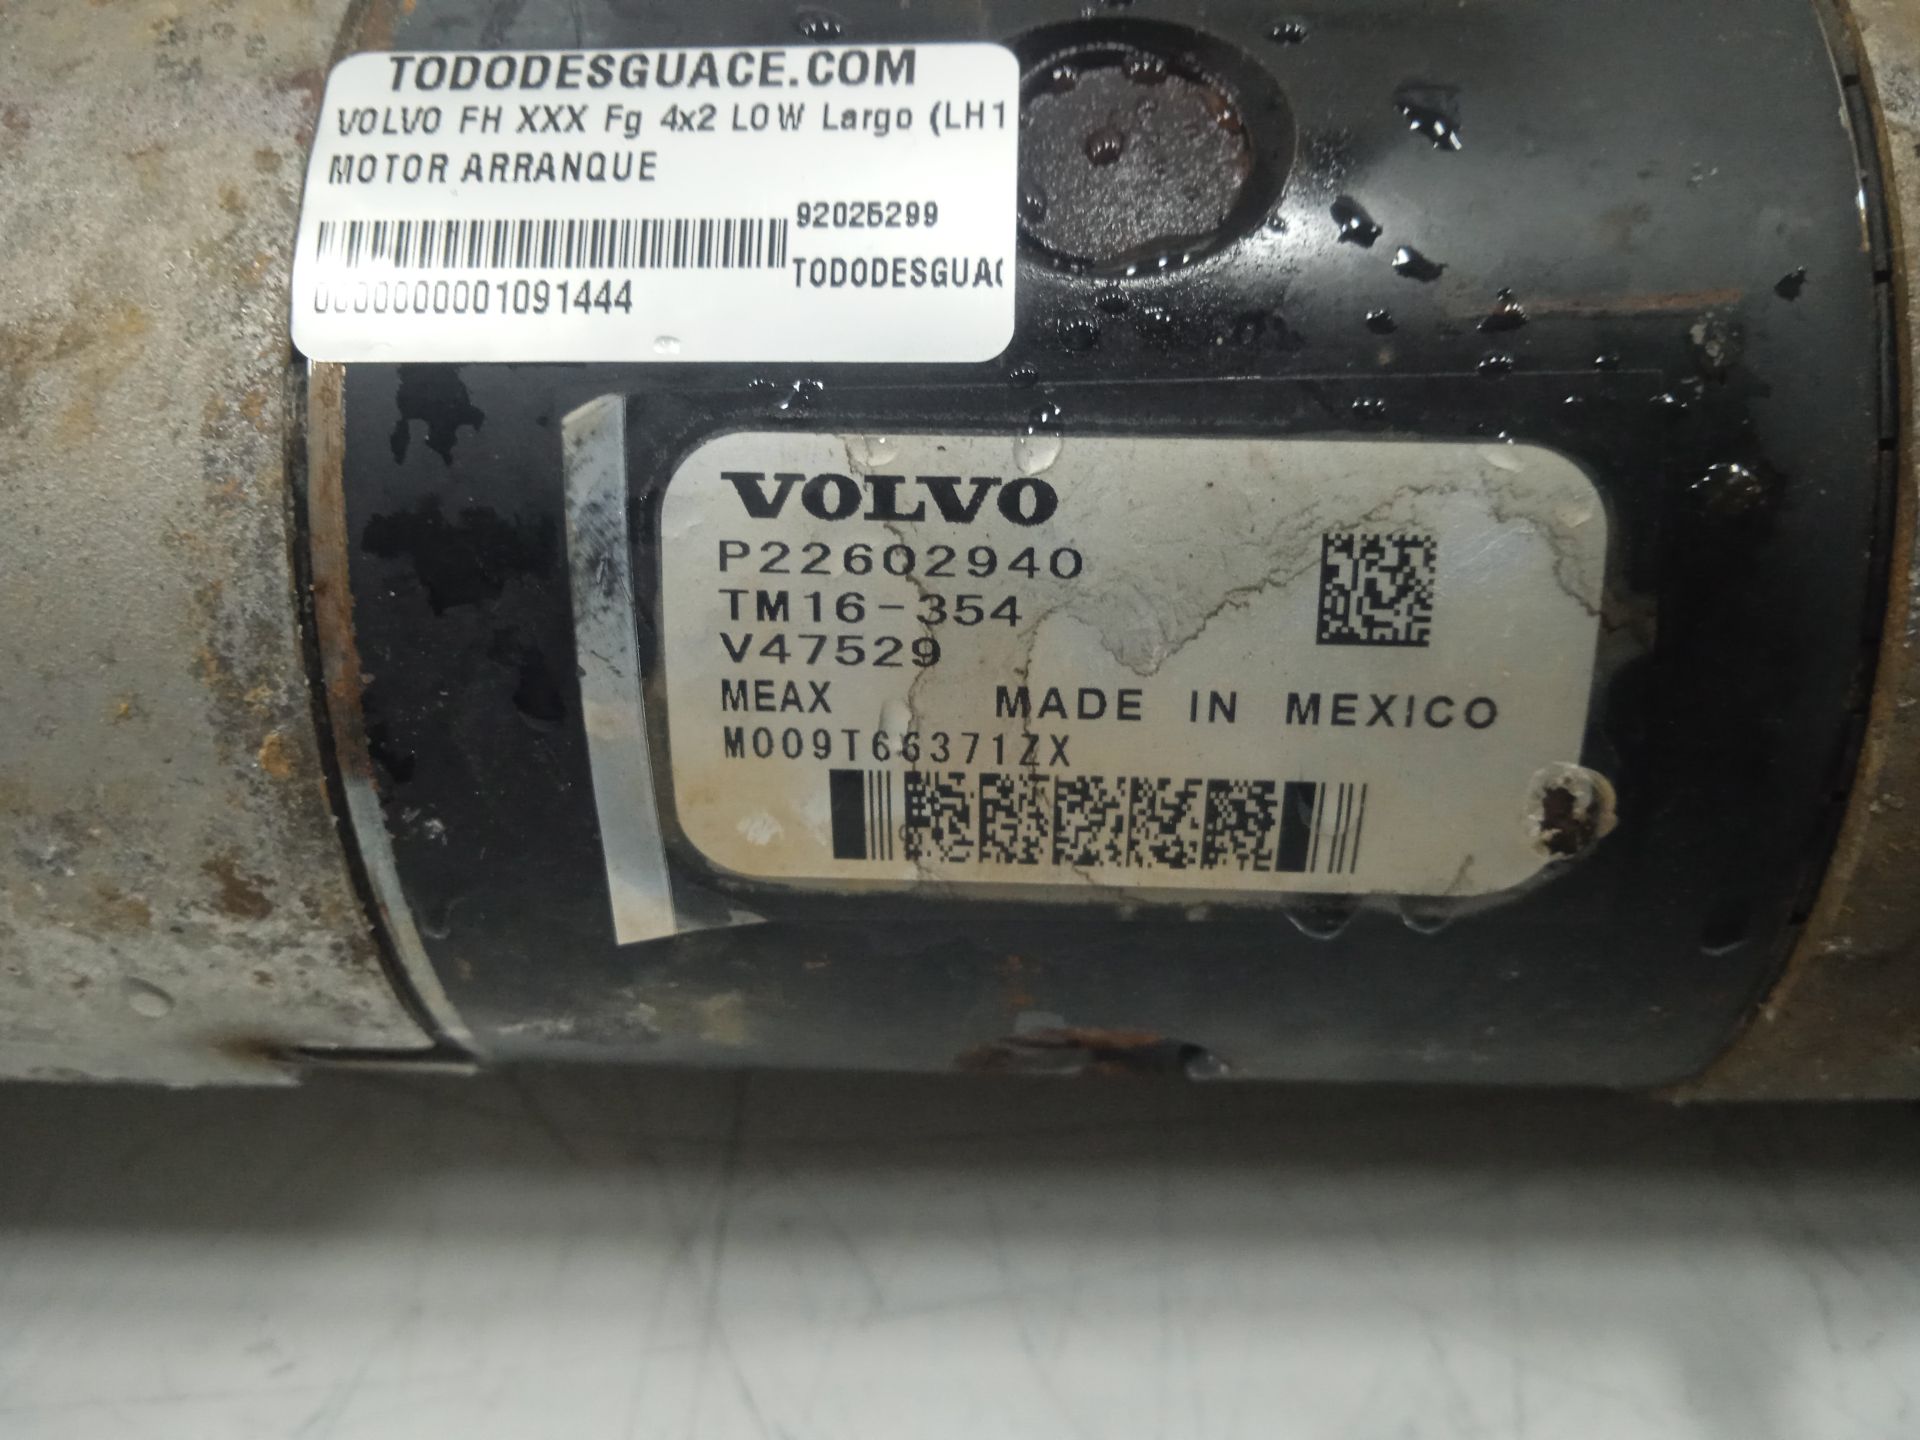 TODODESGUACE.COM
VOLVO FH XXX Fg 4x2 LOW Largo (LH1
MOTOR ARRANQUE
92025299
TODODESGUAC
0000000001091444
VOLVO
P22602940
TM16-354
V47529
MEAX MADE IN MEXICO
M009T66371ZX